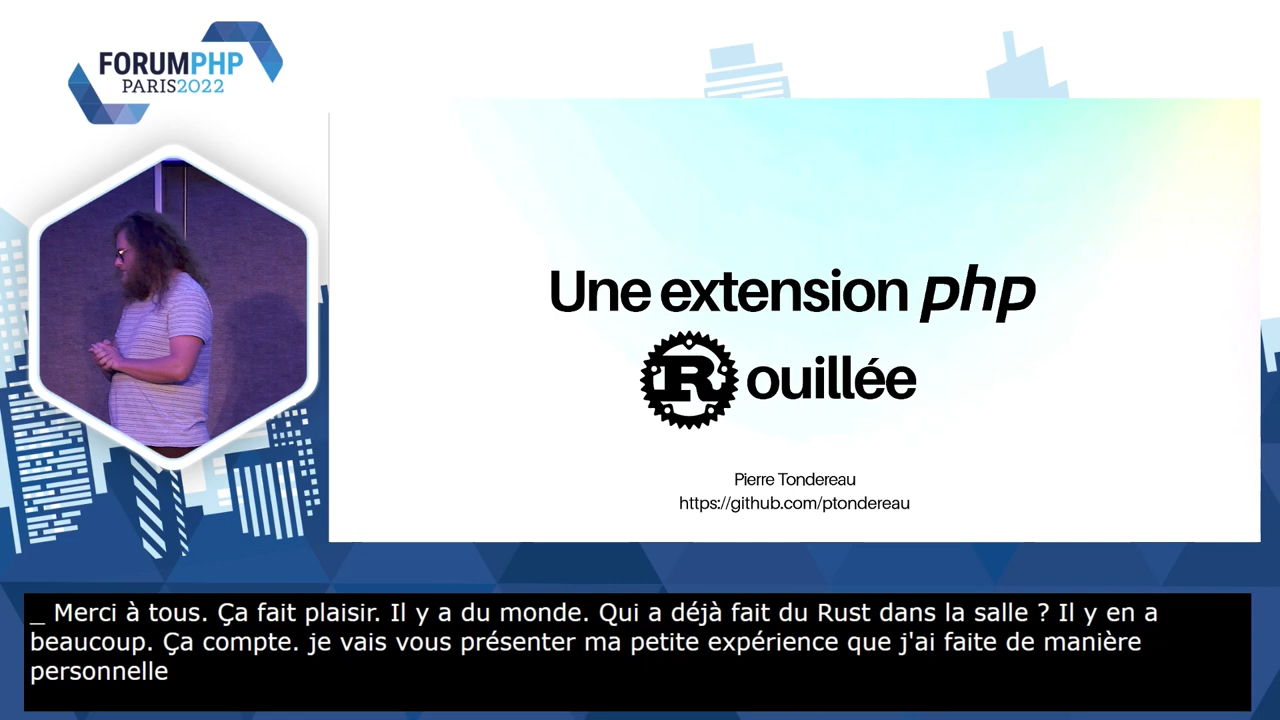 FORUMPHP
PARIS2022
Une extension php
Rouillée
Pierre Tondereau
https://github.com/ptondereau
_ Merci à tous. Ça fait plaisir. Il y a du monde. Qui a déjà fait du Rust dans la salle ? Il y en a
beaucoup. Ça compte. je vais vous présenter ma petite expérience que j'ai faite de manière
personnelle